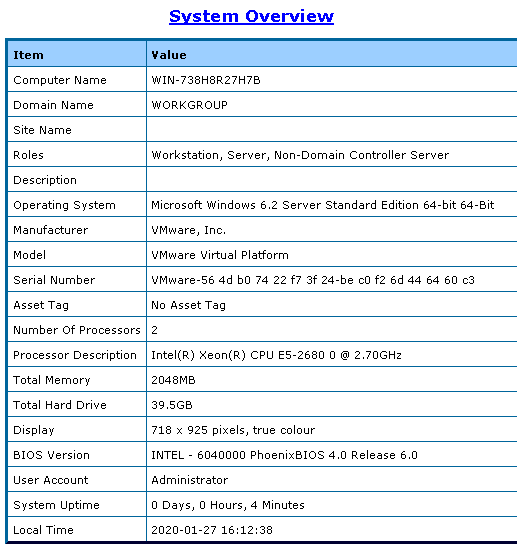 System Overview
Item Value
Computer Name WIN-738H8R27H7B
Domain Name WORKGROUP
Site Name
Roles Workstation, Server, Non-Domain Controller Server
Description
Operating System Microsoft Windows 6.2 Server Standard Edition 64-bit 64-Bit
Manufacturer VMware, Inc.
Model VMware Virtual Platform
Serial Number VMware-56 4d b0 74 22 f7 3f 24-be c0 f2 6d 44 64 60 c3
Asset Tag No Asset Tag
Number Of Processors 2
Processor Description Intel(R) Xeon(R) CPU E5-2680 0 @ 2.70GHz
Total Memory 2048MB
Total Hard Drive 39.5GB
Display 718 x 925 pixels, true colour
BIOS Version INTEL - 6040000 PhoenixBIOS 4.0 Release 6.0
User Account Administrator
System Uptime 0 Days, 0 Hours, 4 Minutes
Local Time 2020-01-27 16:12:38